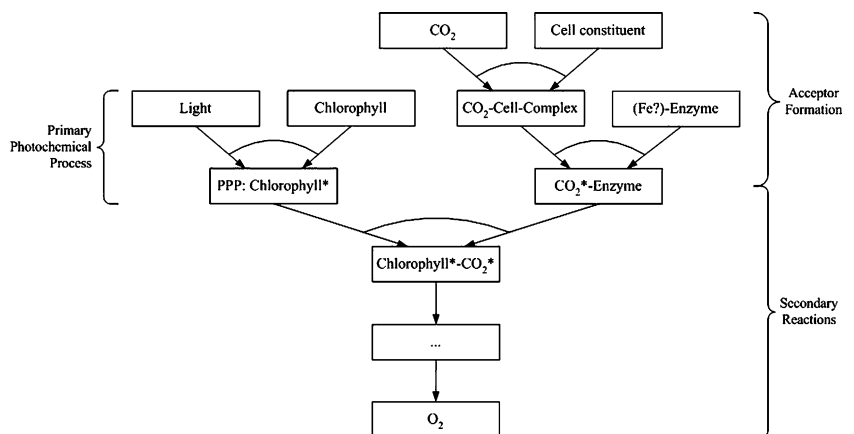 CO₂
Cell constituent
Light
Chlorophyll
CO₂-Cell-Complex
(Fe?)-Enzyme
Acceptor
Formation
Primary
Photochemical
Process
PPP: Chlorophyll*
CO₂*-Enzyme
Chlorophyll*-CO₂*
Secondary
Reactions
...
O₂